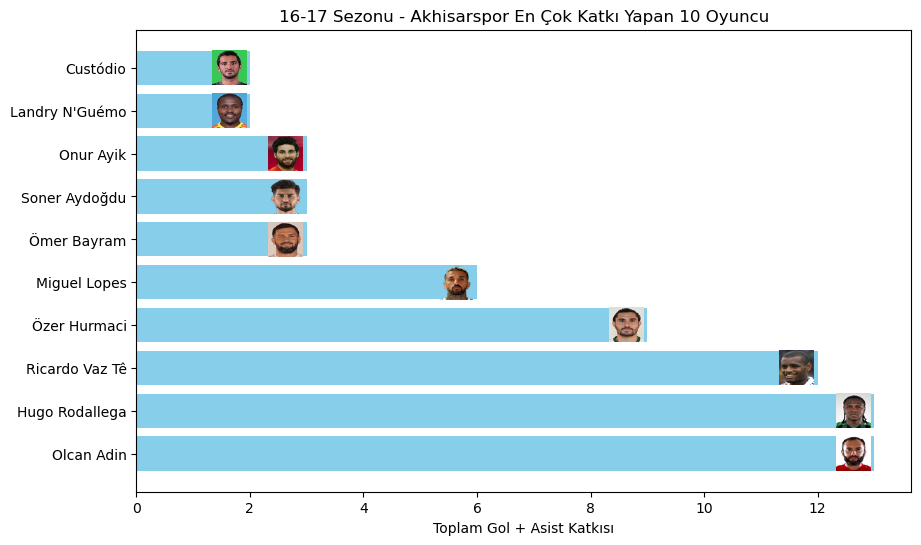 16-17 Sezonu - Akhisarspor En Çok Katkı Yapan 10 Oyuncu
Custódio
Landry N'Guémo
Onur Ayik
Soner Aydoğdu
Ömer Bayram
Miguel Lopes
Özer Hurmaci
Ricardo Vaz Tê
Hugo Rodallega
Olcan Adin
0 2 4 6 8 10 12
Toplam Gol + Asist Katkısı